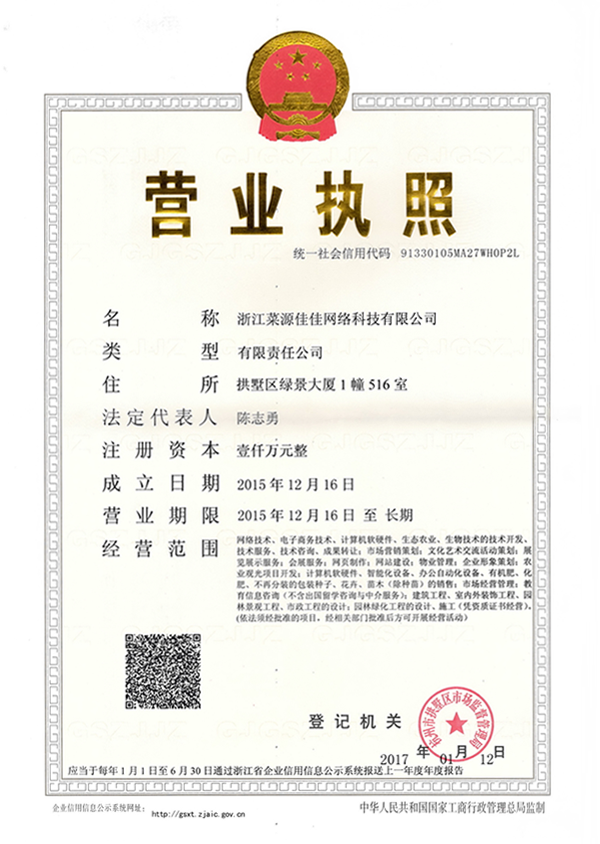 营业执照
统一社会信用代码 91330105MA27WH0P2L
名称 浙江菜源佳佳网络科技有限公司
类型 有限责任公司
住所 拱墅区绿景大厦1幢516室
法定代表人 陈志勇
注册资本 壹仟万元整
成立日期 2015年12月16日
营业期限 2015年12月16日至长期
经营范围 网络技术、电子商务技术、计算机软硬件、生态农业、生物技术的技术开发、
技术服务、技术咨询、成果转让；市场营销策划；文化艺术交流活动策划；展
览展示服务；会展服务；网页制作；网站建设；物业管理；企业形象策划；农
业观光项目开发；计算机软硬件、智能化设备、办公自动化设备、有机肥、化
肥、不再分装的包装种子、花卉、苗木（除种苗）的销售；市场经营管理；教
育信息咨询（不含出国留学咨询与中介服务）；建筑工程、室内外装饰工程、园
林景观工程、市政工程的设计；园林绿化工程的设计、施工（凭资质证书经营）。
(依法须经批准的项目，经相关部门批准后方可开展经营活动)
登记机关
杭州市拱墅区市场监督管理局
2017年01月12日
应当于每年1月1日至6月30日通过浙江省企业信用信息公示系统报送上一年度年度报告
企业信用信息公示系统网址： http://gsxt.zjaic.gov.cn
中华人民共和国国家工商行政管理总局监制